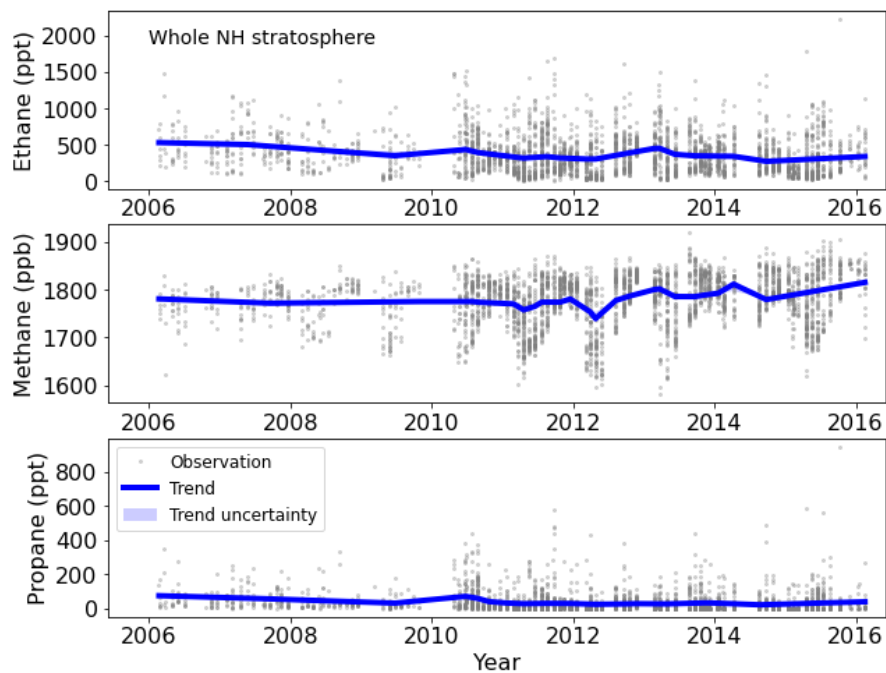 Whole NH stratosphere
Ethane (ppt)
2000
1500
1000
500
0
2006 2008 2010 2012 2014 2016
Methane (ppb)
1900
1800
1700
1600
2006 2008 2010 2012 2014 2016
Propane (ppt)
800
600
400
200
0
Observation
Trend
Trend uncertainty
2006 2008 2010 2012 2014 2016
Year